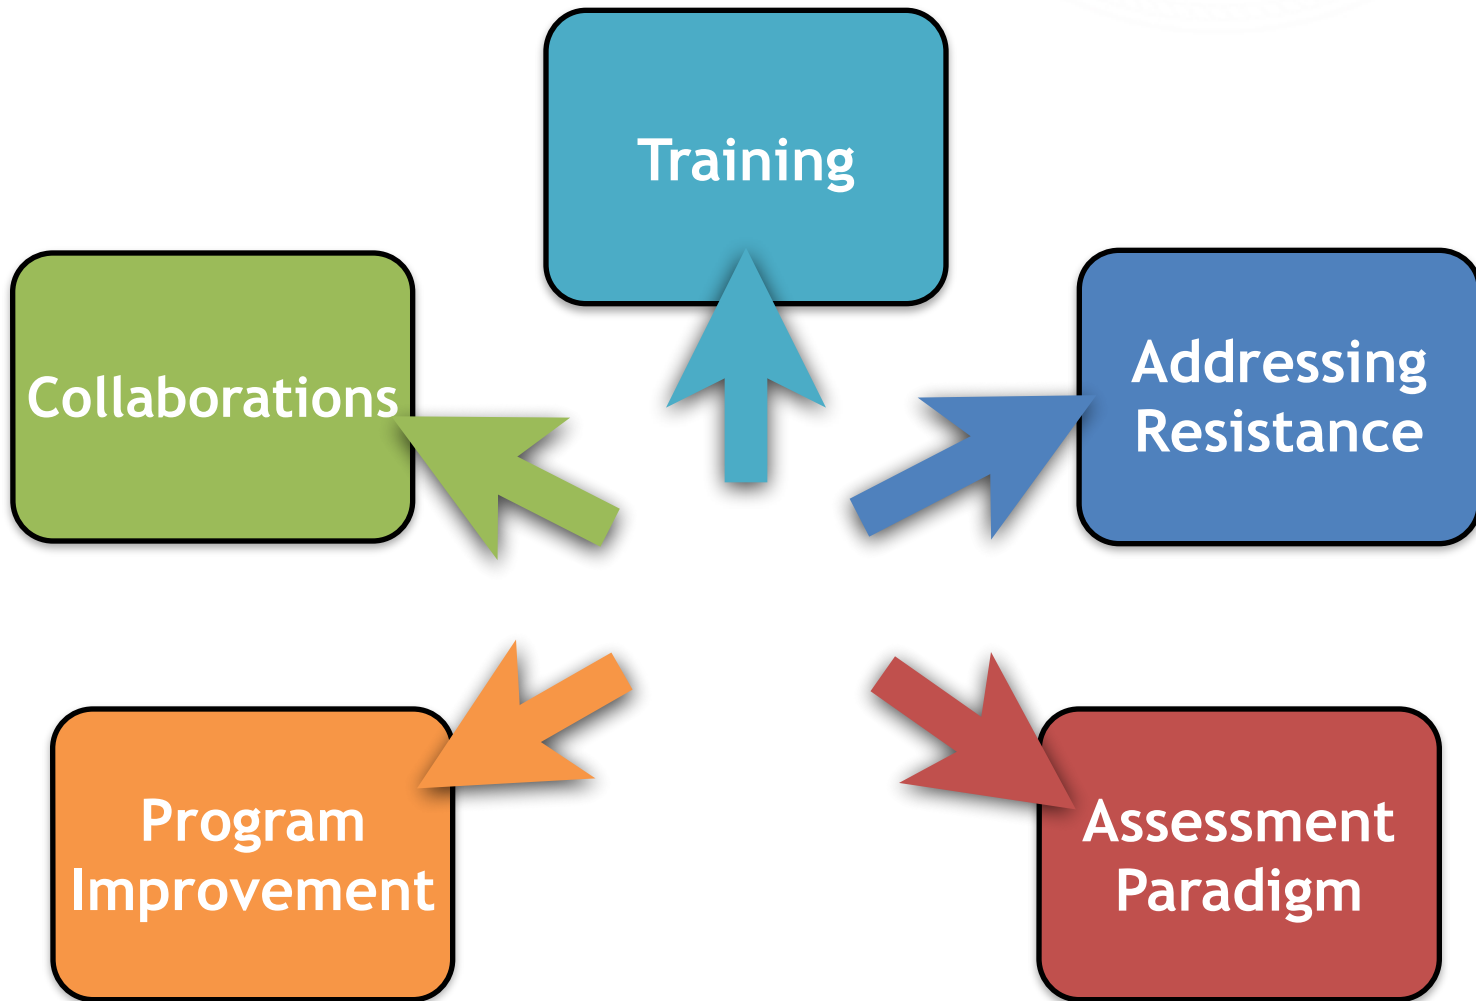 Training
Collaborations
Addressing
Resistance
Program
Improvement
Assessment
Paradigm